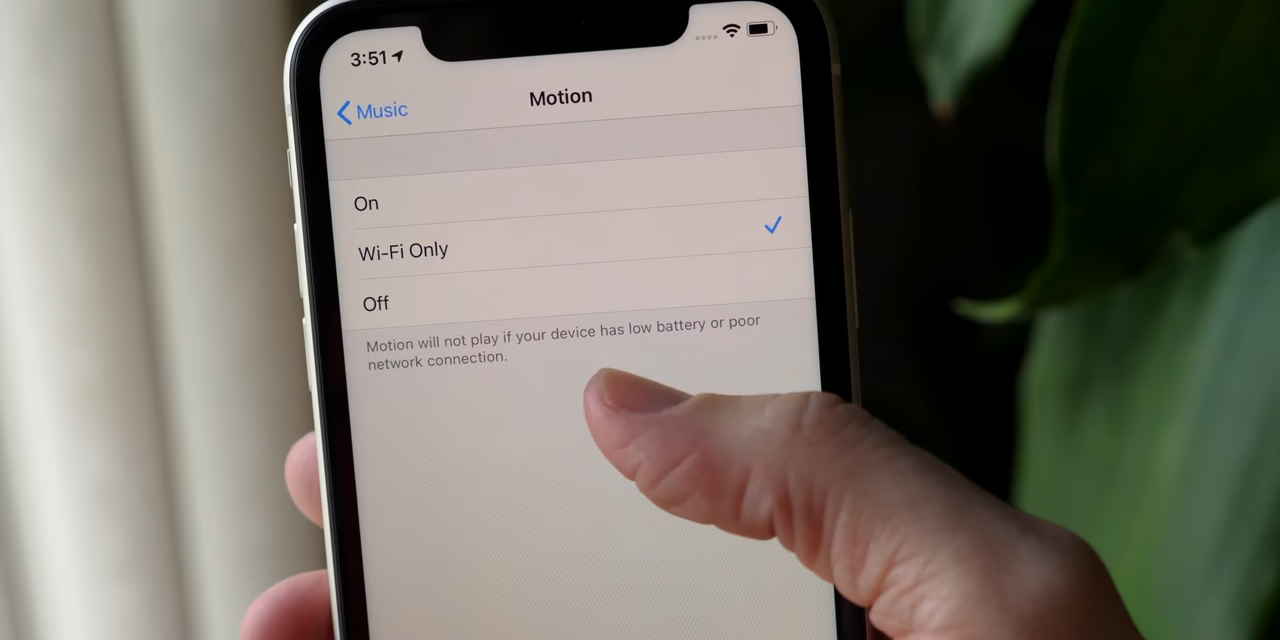 3:51
Music
Motion
On
Wi-Fi Only
Off
Motion will not play if your device has low battery or poor
network connection.